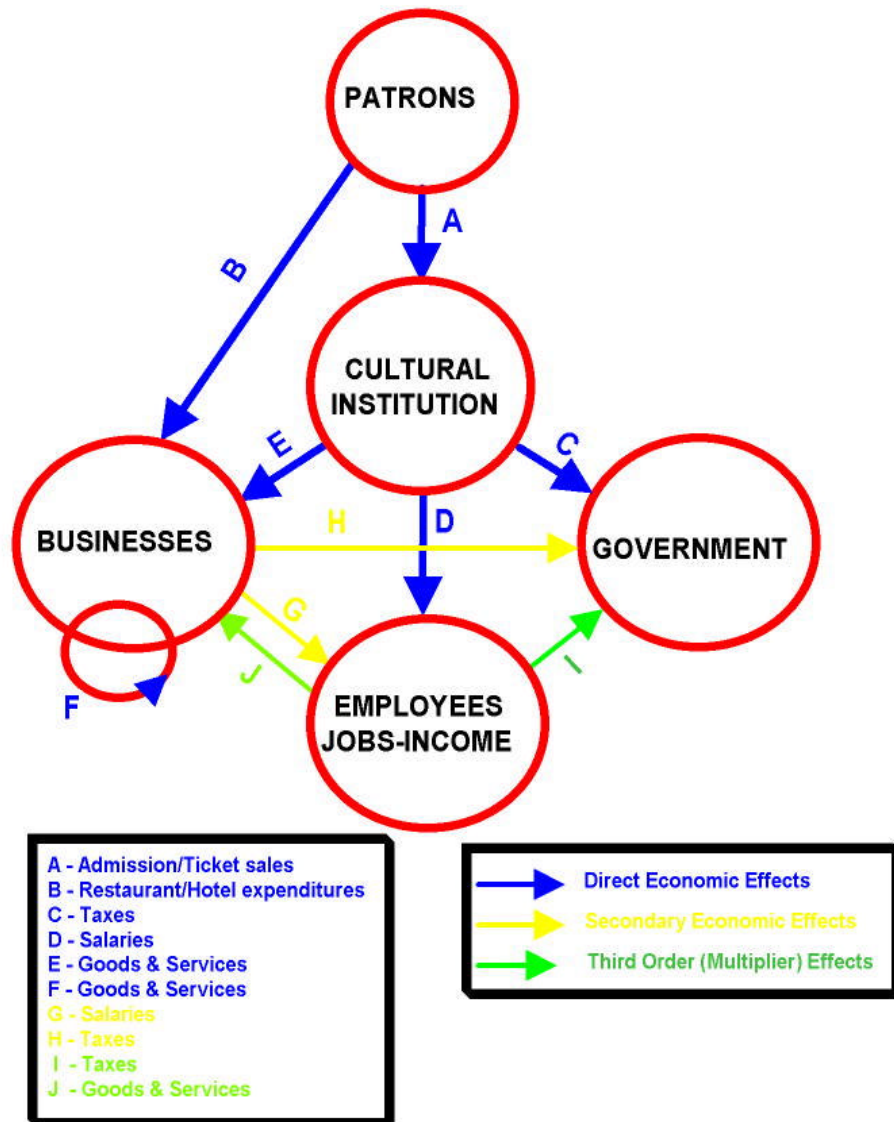 PATRONS
A
B
CULTURAL
INSTITUTION
E
C
BUSINESSES
H
D
GOVERNMENT
G
J
I
F
EMPLOYEES
JOBS-INCOME
A - Admission/Ticket sales
B - Restaurant/Hotel expenditures
C - Taxes
D - Salaries
E - Goods & Services
F - Goods & Services
G - Salaries
H - Taxes
I - Taxes
J - Goods & Services
Direct Economic Effects
Secondary Economic Effects
Third Order (Multiplier) Effects